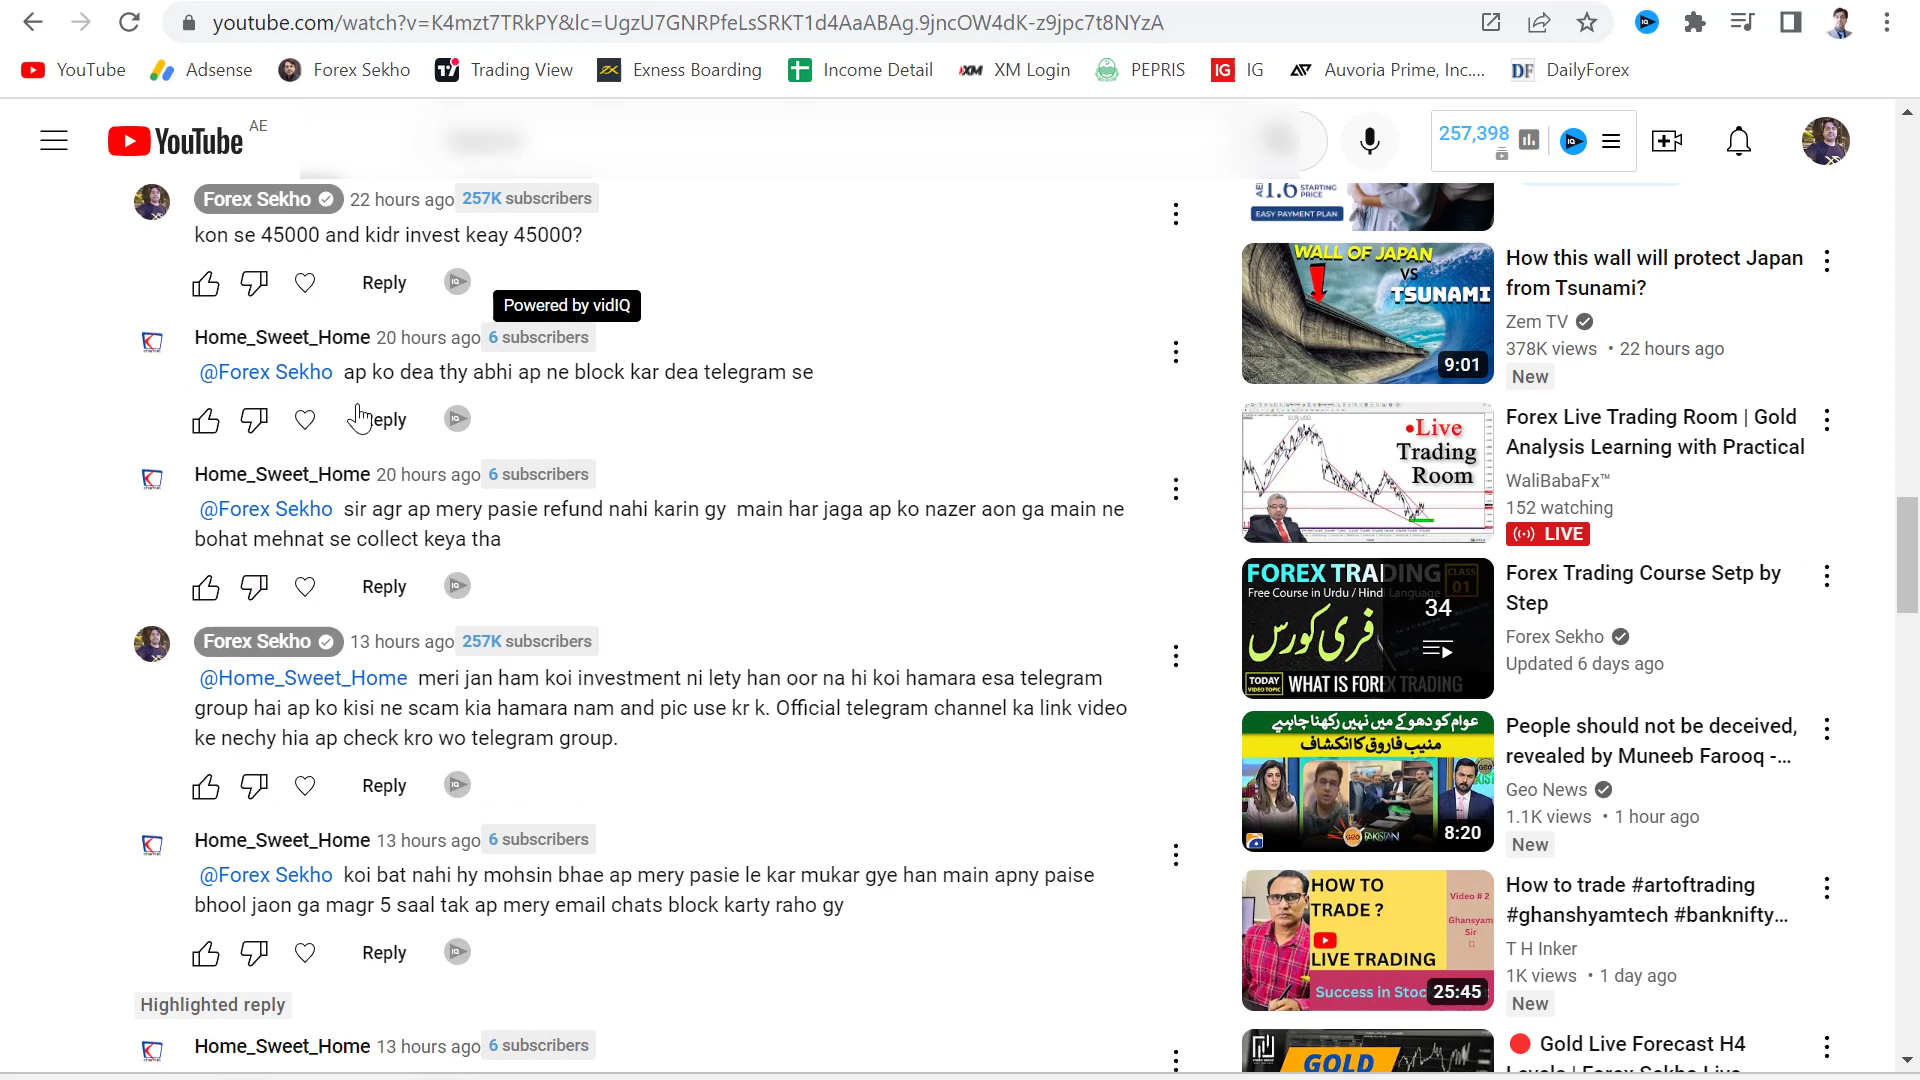 youtube.com/watch?v=K4mzt7TRkPY&lc=UgzU7GNRPfeLsSRKT1d4AaABAg.9jncOW4dK-z9jpc7t8NYzA
YouTube Adsense Forex Sekho Trading View Exness Boarding Income Detail XM Login PEPRIS IG IG Auvoria Prime, Inc.... DF DailyForex
YouTube AE
257,398
Forex Sekho 22 hours ago 257K subscribers
kon se 45000 and kidr invest keay 45000?
Reply
Powered by vidIQ
Home_Sweet_Home 20 hours ago 6 subscribers
@Forex Sekho ap ko dea thy abhi ap ne block kar dea telegram se
Reply
Home_Sweet_Home 20 hours ago 6 subscribers
@Forex Sekho sir agr ap mery pasie refund nahi karin gy main har jaga ap ko nazer aon ga main ne
bohat mehnat se collect keya tha
Reply
Forex Sekho 13 hours ago 257K subscribers
@Home_Sweet_Home meri jan ham koi investment ni lety han oor na hi koi hamara esa telegram
group hai ap ko kisi ne scam kia hamara nam and pic use kr k. Official telegram channel ka link video
ke nechy hia ap check kro wo telegram group.
Reply
Home_Sweet_Home 13 hours ago 6 subscribers
@Forex Sekho koi bat nahi hy mohsin bhae ap mery pasie le kar mukar gye han main apny paise
bhool jaon ga magr 5 saal tak ap mery email chats block karty raho gy
Reply
Highlighted reply
Home_Sweet_Home 13 hours ago 6 subscribers
1.6 STARTING
PRICE
EASY PAYMENT PLAN
WALL OF JAPAN
VS
TSUNAMI
9:01
How this wall will protect Japan
from Tsunami?
Zem TV
378K views • 22 hours ago
New
•Live
Trading
Room
Forex Live Trading Room | Gold
Analysis Learning with Practical
WaliBabaFx™
152 watching
LIVE
FOREX TRADING CLASS
01
Free Course in Urdu / Hindi Language
34
فری کورس
TODAY
VIDEO TOPIC
WHAT IS FOREX TRADING
Forex Trading Course Setp by
Step
Forex Sekho
Updated 6 days ago
عوام کو دھوکے میں نہیں رکھنا چاہیے
منیب فاروق کا انکشاف
GEO PAKISTAN
8:20
People should not be deceived,
revealed by Muneeb Farooq -...
Geo News
1.1K views • 1 hour ago
New
HOW TO
TRADE ?
LIVE TRADING
Success in Stoc
Video # 2
Ghansyam
Sir
25:45
How to trade #artoftrading
#ghanshyamtech #banknifty...
T H Inker
1K views • 1 day ago
New
GOLD
Gold Live Forecast H4
Levels | Forex Sekho Live